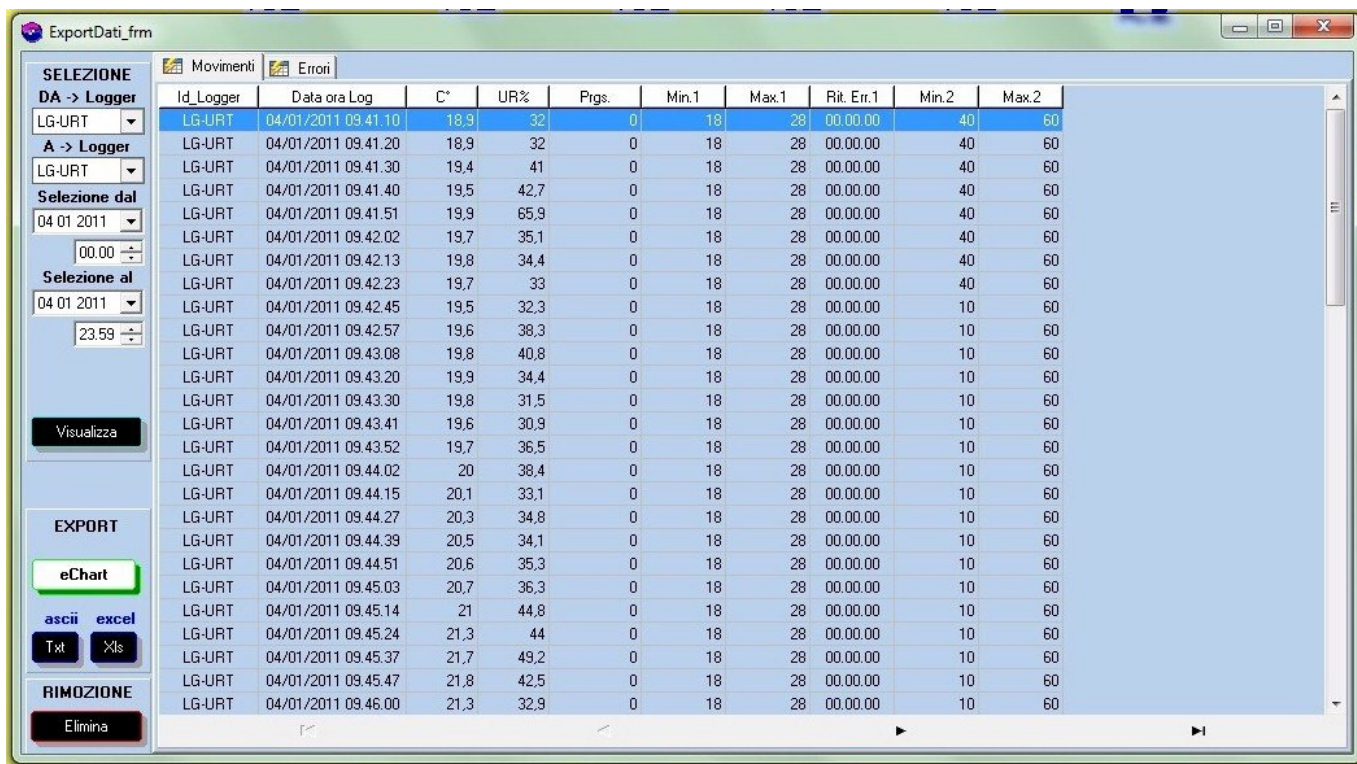 ExportDati_frm
SELEZIONE
DA -> Logger
LG-URT
A -> Logger
LG-URT
Selezione dal
04 01 2011
00.00
Selezione al
04 01 2011
23.59
Visualizza
EXPORT
eChart
ascii excel
Txt Xls
RIMOZIONE
Elimina
Movimenti Errori
Id_Logger Data ora Log C° UR% Prgs. Min.1 Max.1 Rit. Err.1 Min.2 Max.2
LG-URT 04/01/2011 09.41.10 18,9 32 0 18 28 00.00.00 40 60
LG-URT 04/01/2011 09.41.20 18,9 32 0 18 28 00.00.00 40 60
LG-URT 04/01/2011 09.41.30 19,4 41 0 18 28 00.00.00 40 60
LG-URT 04/01/2011 09.41.40 19,5 42,7 0 18 28 00.00.00 40 60
LG-URT 04/01/2011 09.41.51 19,9 65,9 0 18 28 00.00.00 40 60
LG-URT 04/01/2011 09.42.02 19,7 35,1 0 18 28 00.00.00 40 60
LG-URT 04/01/2011 09.42.13 19,8 34,4 0 18 28 00.00.00 40 60
LG-URT 04/01/2011 09.42.23 19,7 33 0 18 28 00.00.00 40 60
LG-URT 04/01/2011 09.42.45 19,5 32,3 0 18 28 00.00.00 10 60
LG-URT 04/01/2011 09.42.57 19,6 38,3 0 18 28 00.00.00 10 60
LG-URT 04/01/2011 09.43.08 19,8 40,8 0 18 28 00.00.00 10 60
LG-URT 04/01/2011 09.43.20 19,9 34,4 0 18 28 00.00.00 10 60
LG-URT 04/01/2011 09.43.30 19,8 31,5 0 18 28 00.00.00 10 60
LG-URT 04/01/2011 09.43.41 19,6 30,9 0 18 28 00.00.00 10 60
LG-URT 04/01/2011 09.43.52 19,7 36,5 0 18 28 00.00.00 10 60
LG-URT 04/01/2011 09.44.02 20 38,4 0 18 28 00.00.00 10 60
LG-URT 04/01/2011 09.44.15 20,1 33,1 0 18 28 00.00.00 10 60
LG-URT 04/01/2011 09.44.27 20,3 34,8 0 18 28 00.00.00 10 60
LG-URT 04/01/2011 09.44.39 20,5 34,1 0 18 28 00.00.00 10 60
LG-URT 04/01/2011 09.44.51 20,6 35,3 0 18 28 00.00.00 10 60
LG-URT 04/01/2011 09.45.03 20,7 36,3 0 18 28 00.00.00 10 60
LG-URT 04/01/2011 09.45.14 21 44,8 0 18 28 00.00.00 10 60
LG-URT 04/01/2011 09.45.24 21,3 44 0 18 28 00.00.00 10 60
LG-URT 04/01/2011 09.45.37 21,7 49,2 0 18 28 00.00.00 10 60
LG-URT 04/01/2011 09.45.47 21,8 42,5 0 18 28 00.00.00 10 60
LG-URT 04/01/2011 09.46.00 21,3 32,9 0 18 28 00.00.00 10 60